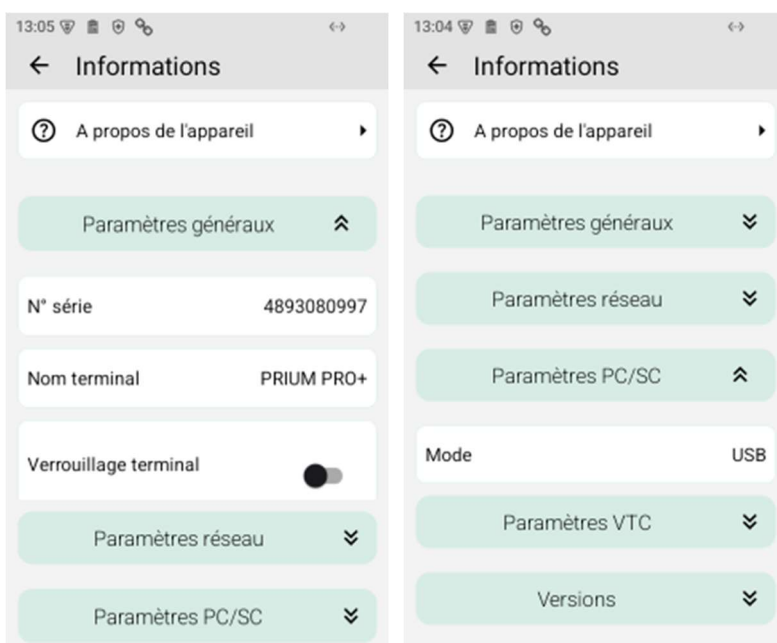 13:05
Informations
A propos de l'appareil
Paramètres généraux
N° série 4893080997
Nom terminal PRIUM PRO+
Verrouillage terminal
Paramètres réseau
Paramètres PC/SC
13:04
Informations
A propos de l'appareil
Paramètres généraux
Paramètres réseau
Paramètres PC/SC
Mode USB
Paramètres VTC
Versions